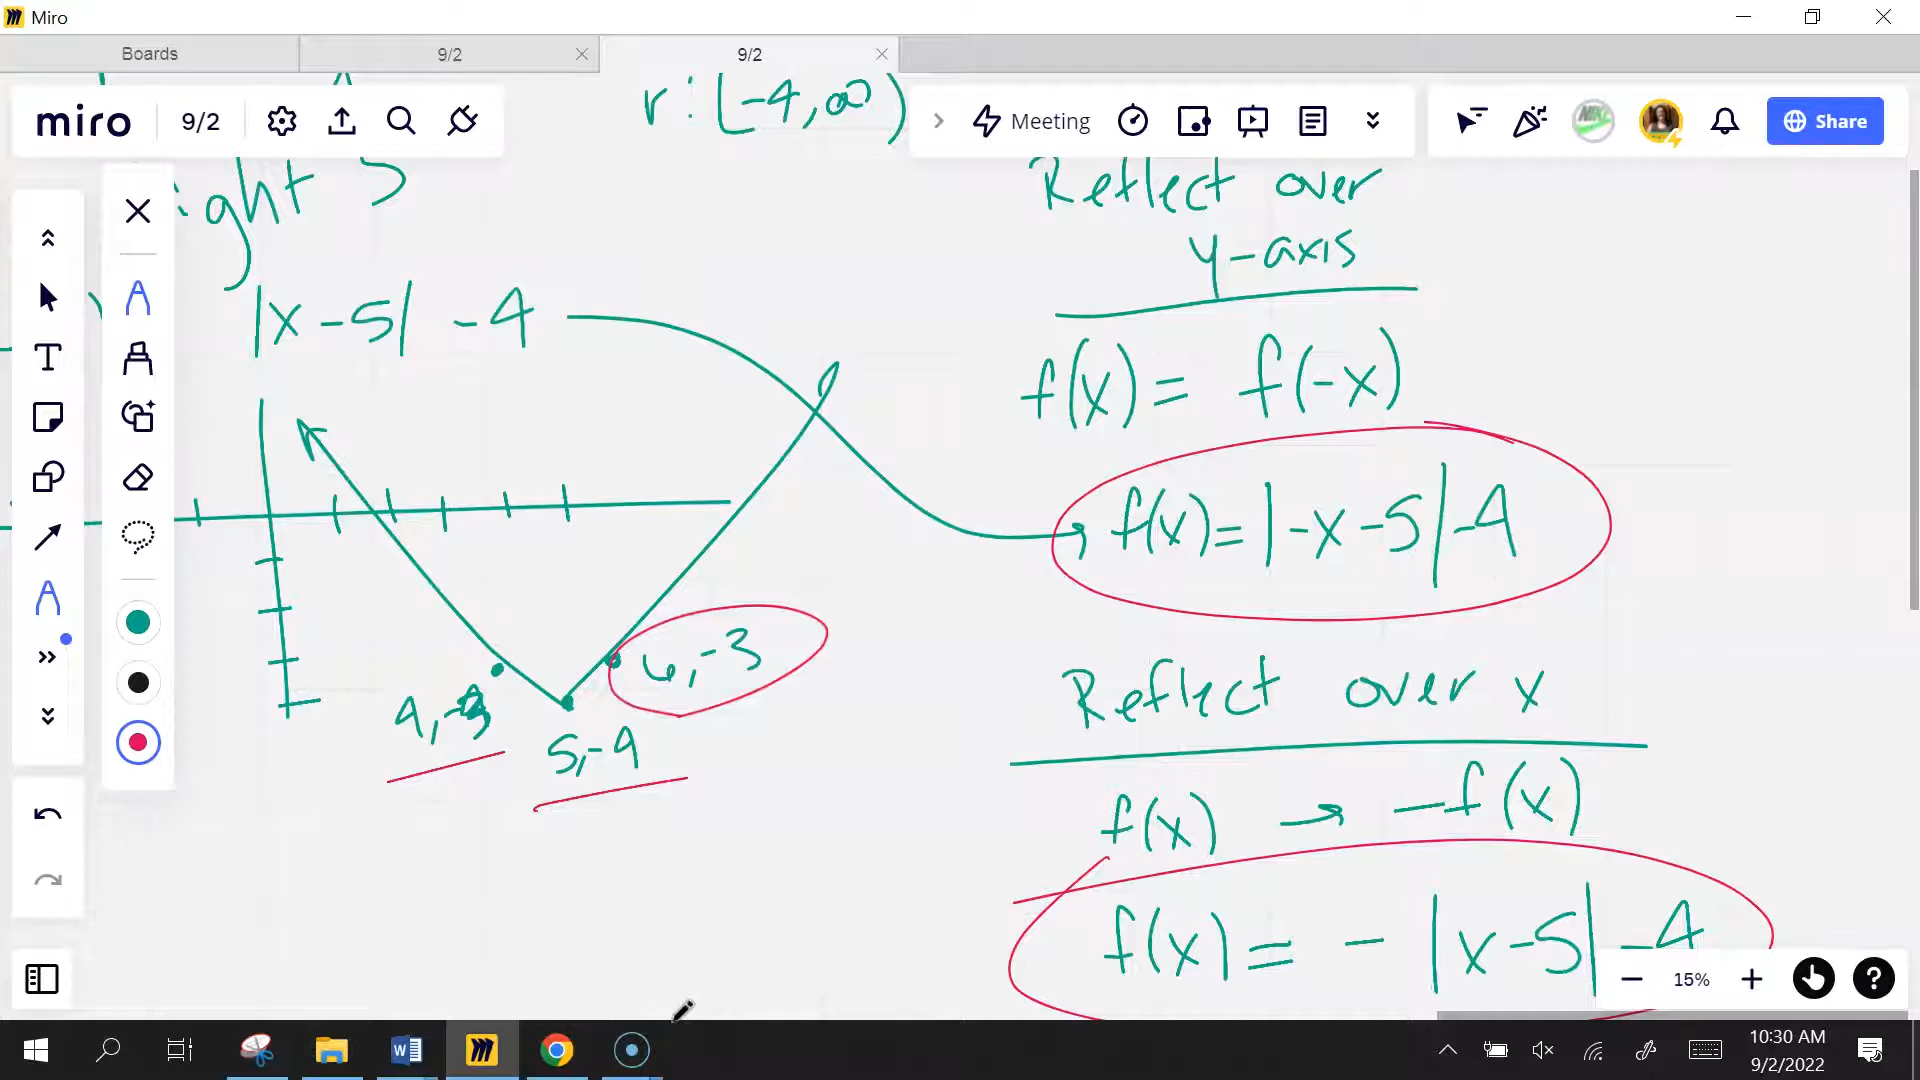 Miro
Boards
9/2
9/2
r: [-4, ∞)
miro
9/2
Meeting
Share
ight 5
|x-5| -4
4, -3
5, -4
6, -3
Reflect over
y-axis
f(x) = f(-x)
f(x) = |-x-5| -4
Reflect over x
f(x) → -f(x)
f(x) = - |x-5| -4
15%
10:30 AM
9/2/2022